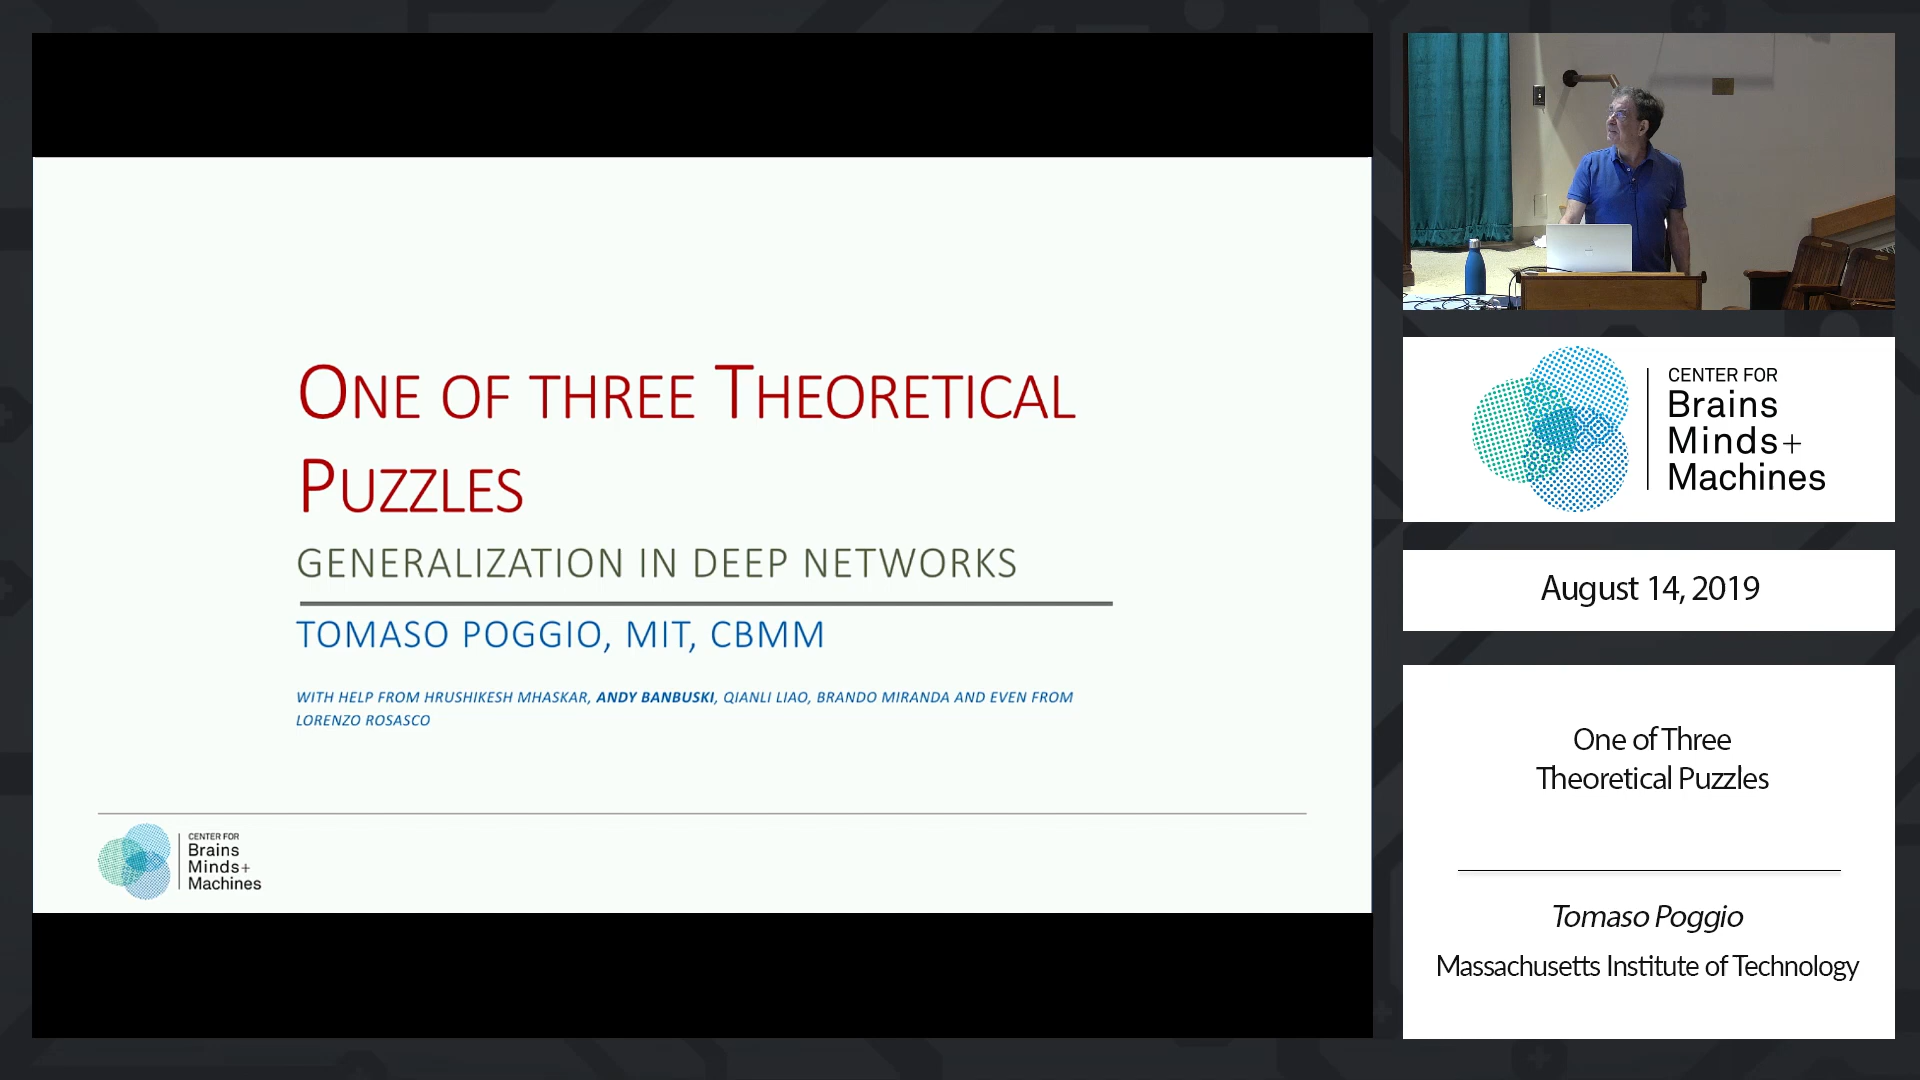 ONE OF THREE THEORETICAL
PUZZLES
GENERALIZATION IN DEEP NETWORKS
TOMASO POGGIO, MIT, CBMM
WITH HELP FROM HRUSHIKESH MHASKAR, ANDY BANBUSKI, QIANLI LIAO, BRANDO MIRANDA AND EVEN FROM
LORENZO ROSASCO
CENTER FOR
Brains
Minds+
Machines
CENTER FOR
Brains
Minds+
Machines
August 14, 2019
One of Three
Theoretical Puzzles
Tomaso Poggio
Massachusetts Institute of Technology